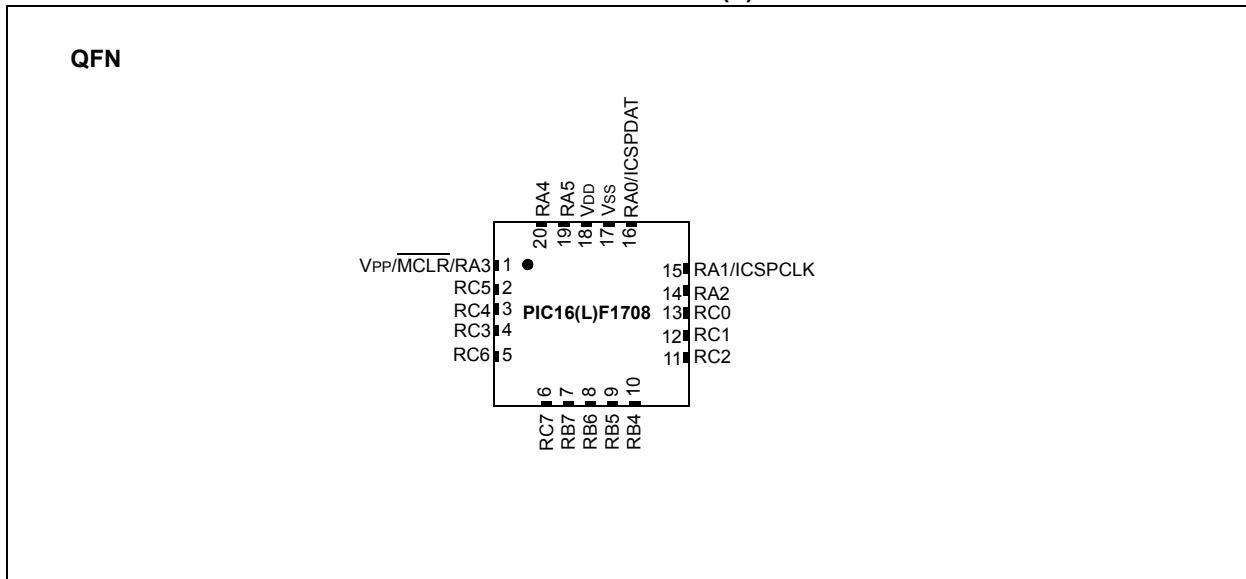 QFN
20 RA4
19 RA5
18 VDD
17 VSS
16 RA0/ICSPDAT
VPP/MCLR/RA3 1
RC5 2
RC4 3
RC3 4
RC6 5
PIC16(L)F1708
15 RA1/ICSPCLK
14 RA2
13 RC0
12 RC1
11 RC2
6 RC7
7 RB7
8 RB6
9 RB5
10 RB4